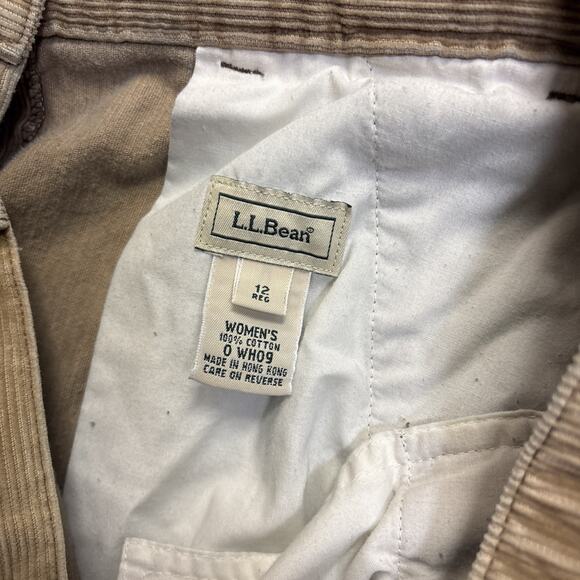 L.L.Bean®
12
REG
WOMEN'S
100% COTTON
0 WH09
MADE IN HONG KONG
CARE ON REVERSE